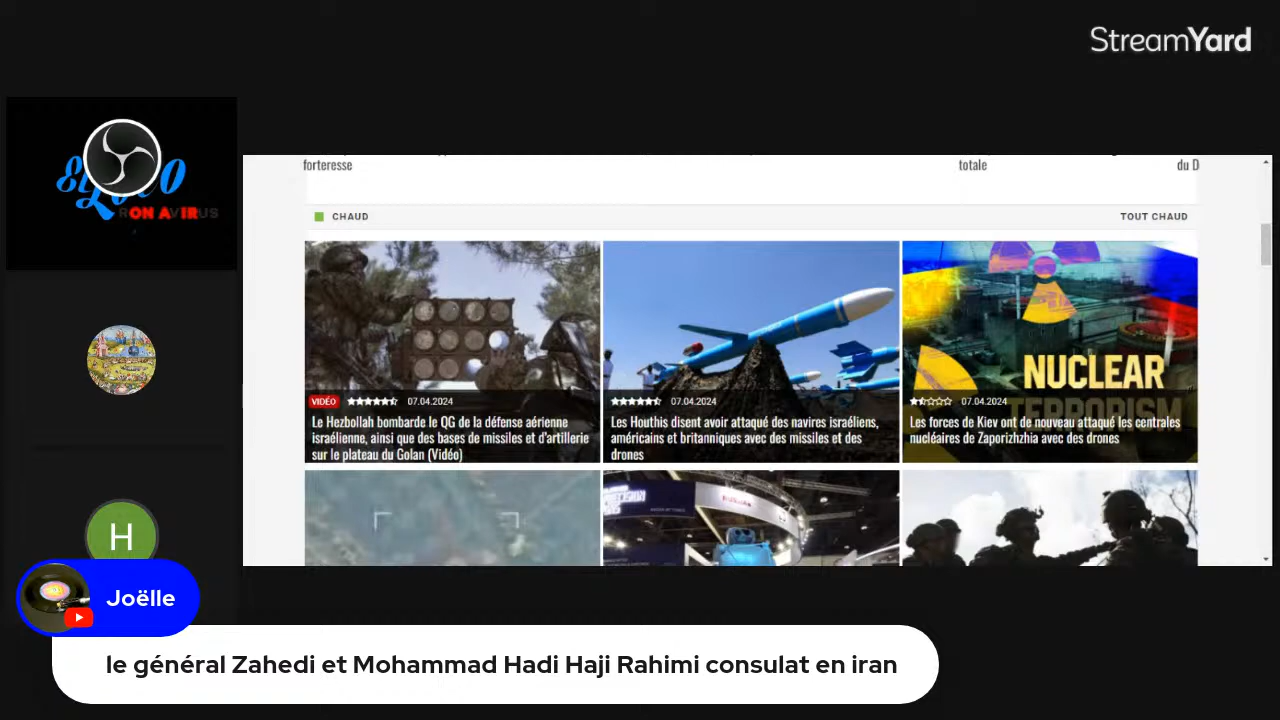 StreamYard
ON AVIRUS
forteresse
totale
du D
CHAUD
TOUT CHAUD
VIDÉO
07.04.2024
Le Hezbollah bombarde le QG de la défense aérienne
israélienne, ainsi que des bases de missiles et d'artillerie
sur le plateau du Golan (Vidéo)
07.04.2024
Les Houthis disent avoir attaqué des navires israéliens,
américains et britanniques avec des missiles et des
drones
NUCLEAR
TERRORISM
07.04.2024
Les forces de Kiev ont de nouveau attaqué les centrales
nucléaires de Zaporizhzhia avec des drones
H
Joëlle
le général Zahedi et Mohammad Hadi Haji Rahimi consulat en iran